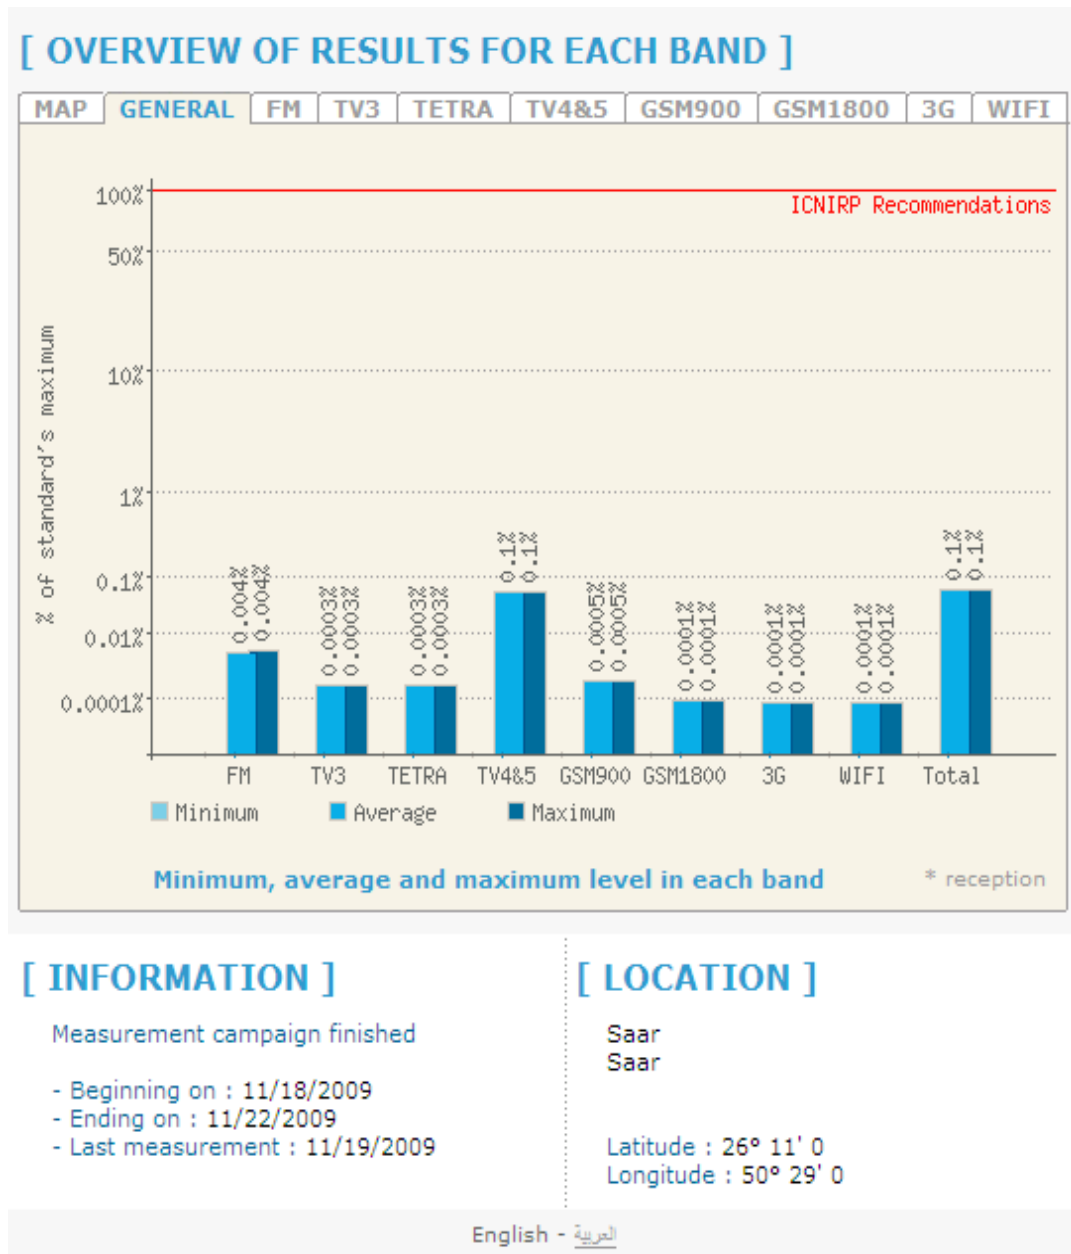 [ OVERVIEW OF RESULTS FOR EACH BAND ]
MAP GENERAL FM TV3 TETRA TV4&5 GSM900 GSM1800 3G WIFI
100%
ICNIRP Recommendations
50%
10%
1%
0.1%
0.01%
0.0001%
% of standard's maximum
0.004% 0.004% 0.0003% 0.0003% 0.0003% 0.0003% 0.1% 0.1% 0.0005% 0.0005% 0.0001% 0.0001% 0.0001% 0.0001% 0.0001% 0.0001% 0.1% 0.1%
FM TV3 TETRA TV4&5 GSM900 GSM1800 3G WIFI Total
Minimum Average Maximum
Minimum, average and maximum level in each band * reception
[ INFORMATION ]
Measurement campaign finished
- Beginning on : 11/18/2009
- Ending on : 11/22/2009
- Last measurement : 11/19/2009
[ LOCATION ]
Saar
Saar
Latitude : 26° 11' 0
Longitude : 50° 29' 0
English - العربية